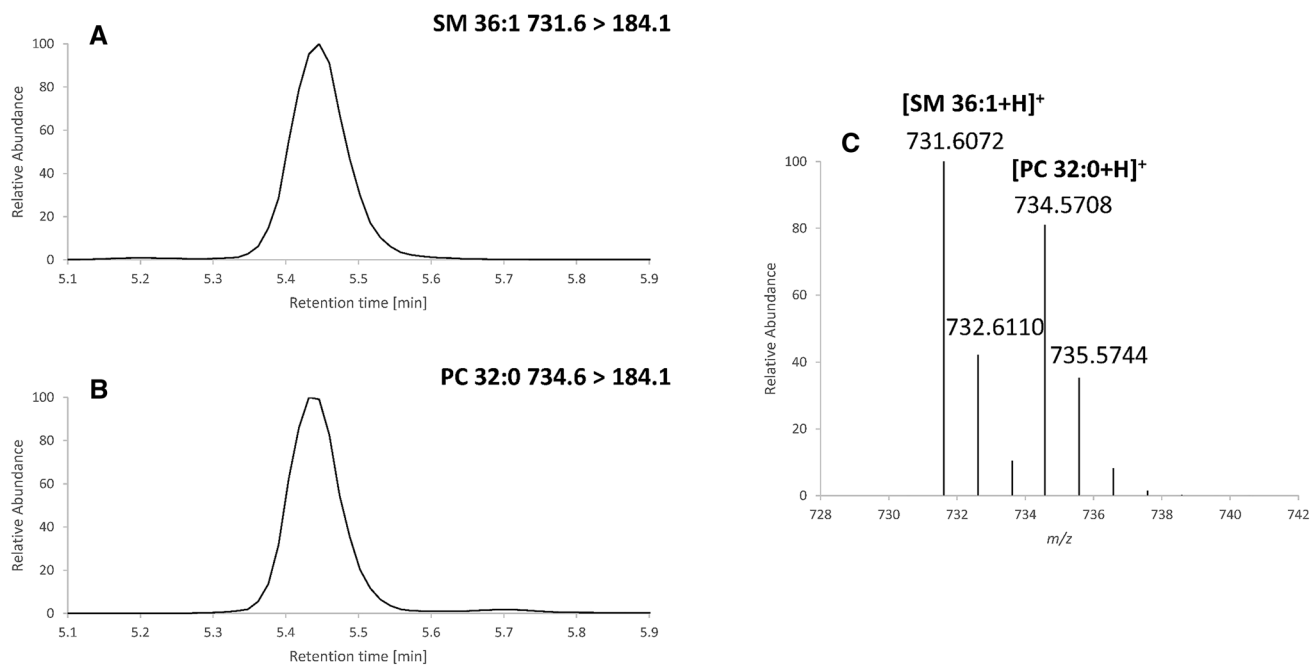 A
SM 36:1 731.6 > 184.1
Relative Abundance
100
80
60
40
20
0
5.1 5.2 5.3 5.4 5.5 5.6 5.7 5.8 5.9
Retention time [min]
B
PC 32:0 734.6 > 184.1
Relative Abundance
100
80
60
40
20
0
5.1 5.2 5.3 5.4 5.5 5.6 5.7 5.8 5.9
Retention time [min]
C
[SM 36:1+H]⁺
731.6072
[PC 32:0+H]⁺
734.5708
732.6110
735.5744
Relative Abundance
100
80
60
40
20
0
728 730 732 734 736 738 740 742
m/z